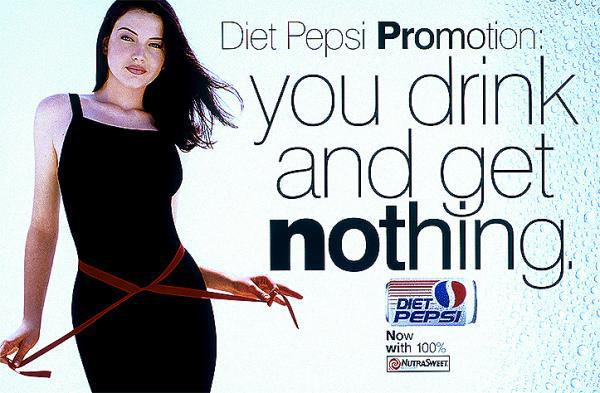 Diet Pepsi Promotion:
you drink
and get
nothing.
DIET
PEPSI
Now
with 100%
NUTRASWEET